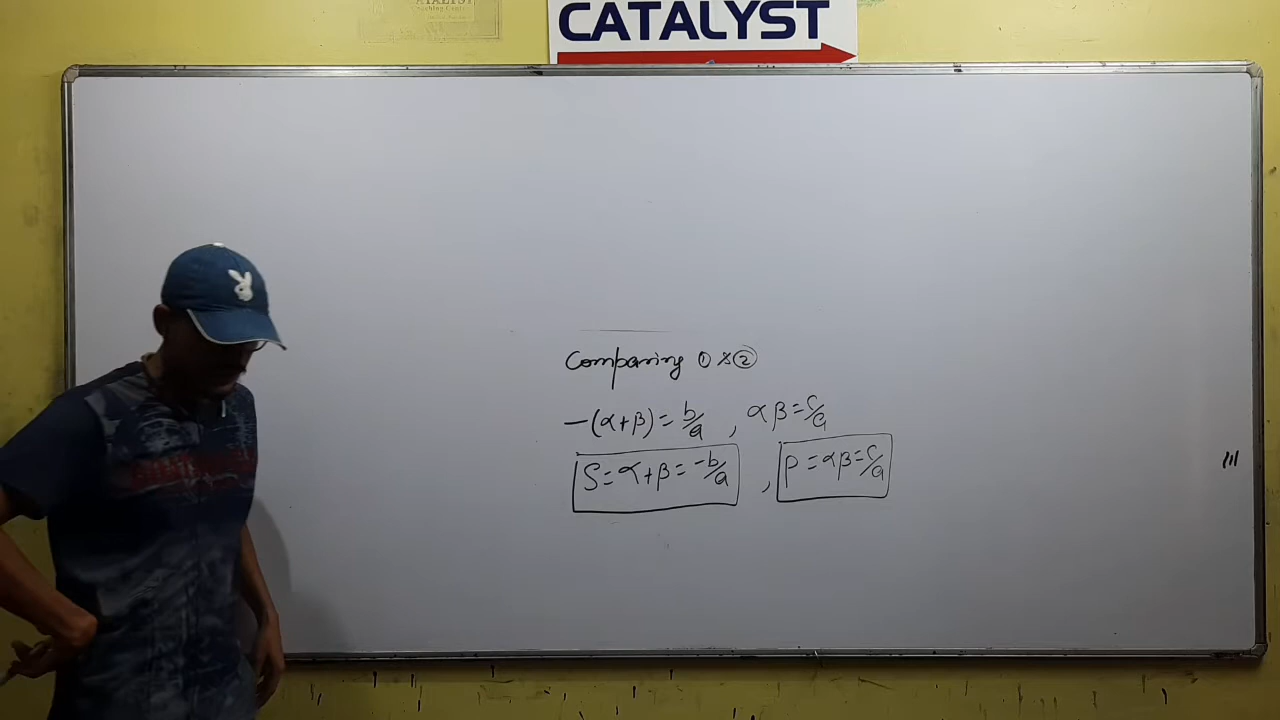 CATALYST
Comparing ① & ②
-(α+β) = b/a , αβ = c/a
S = α+β = -b/a , P = αβ = c/a